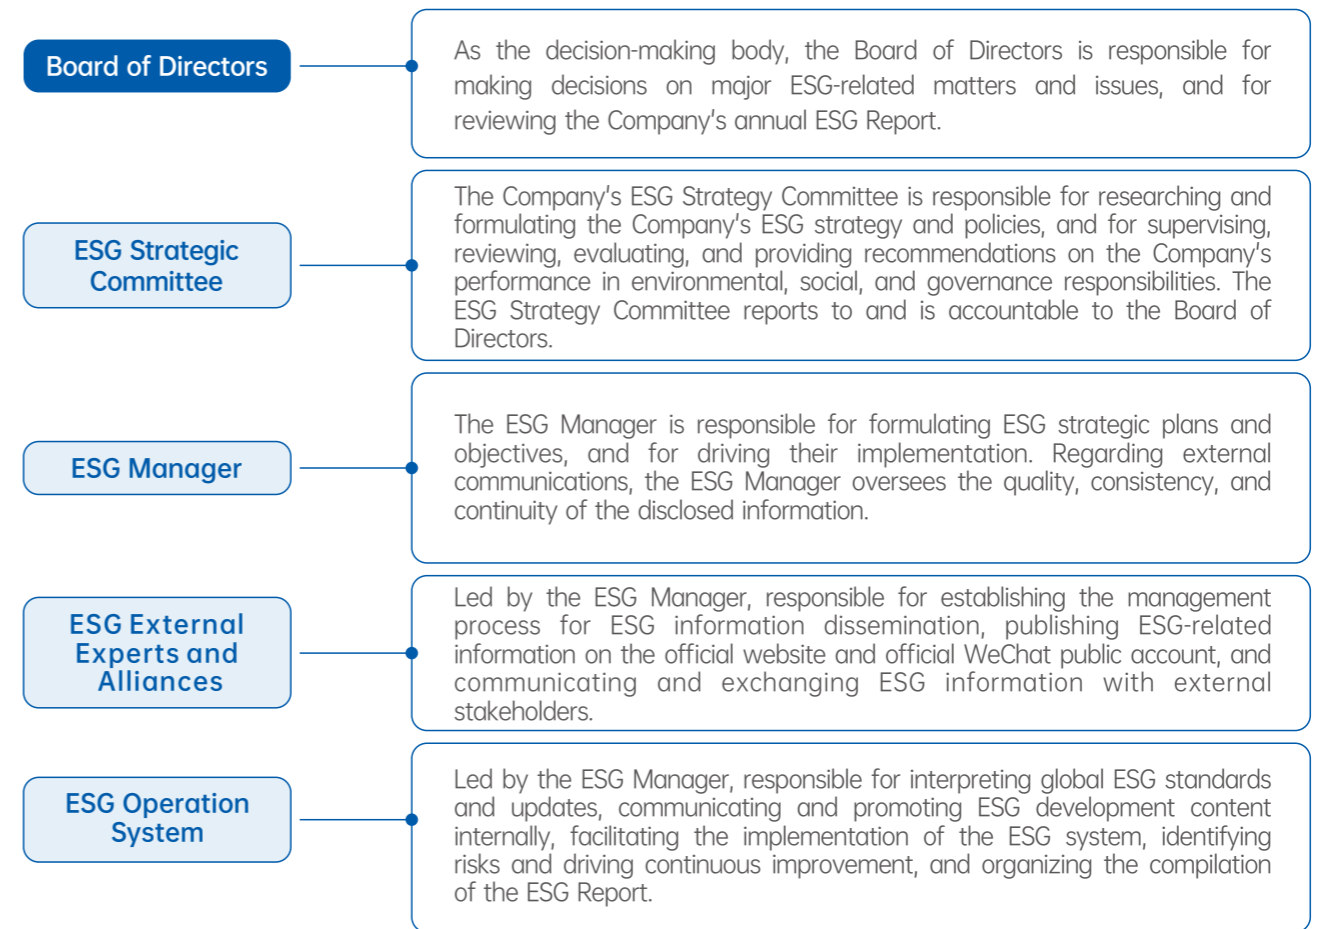 Board of Directors
As the decision-making body, the Board of Directors is responsible for
making decisions on major ESG-related matters and issues, and for
reviewing the Company's annual ESG Report.
ESG Strategic
Committee
The Company's ESG Strategy Committee is responsible for researching and
formulating the Company's ESG strategy and policies, and for supervising,
reviewing, evaluating, and providing recommendations on the Company's
performance in environmental, social, and governance responsibilities. The
ESG Strategy Committee reports to and is accountable to the Board of
Directors.
ESG Manager
The ESG Manager is responsible for formulating ESG strategic plans and
objectives, and for driving their implementation. Regarding external
communications, the ESG Manager oversees the quality, consistency, and
continuity of the disclosed information.
ESG External
Experts and
Alliances
Led by the ESG Manager, responsible for establishing the management
process for ESG information dissemination, publishing ESG-related
information on the official website and official WeChat public account, and
communicating and exchanging ESG information with external
stakeholders.
ESG Operation
System
Led by the ESG Manager, responsible for interpreting global ESG standards
and updates, communicating and promoting ESG development content
internally, facilitating the implementation of the ESG system, identifying
risks and driving continuous improvement, and organizing the compilation
of the ESG Report.